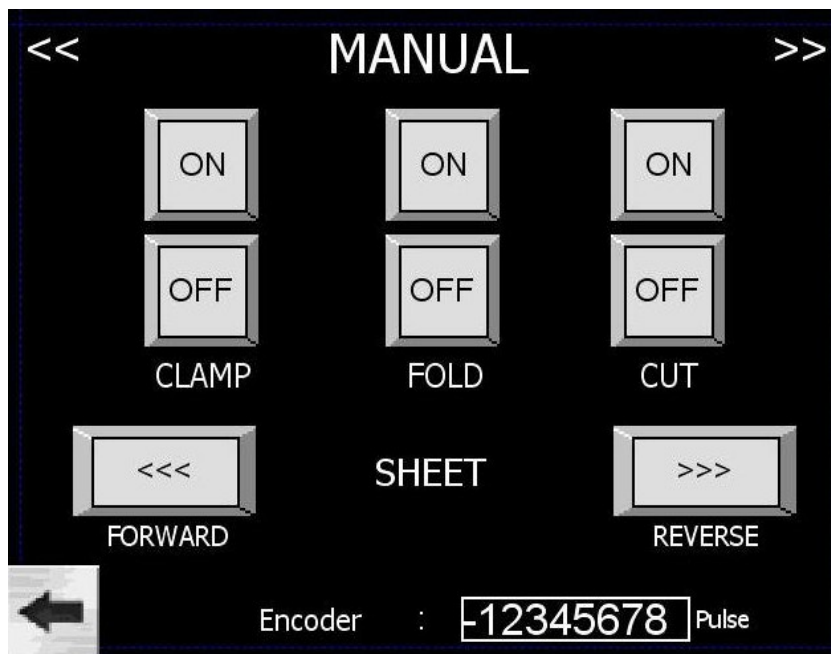 << MANUAL >>
ON ON ON
OFF OFF OFF
CLAMP FOLD CUT
<<< SHEET >>>
FORWARD REVERSE
Encoder : -12345678 Pulse